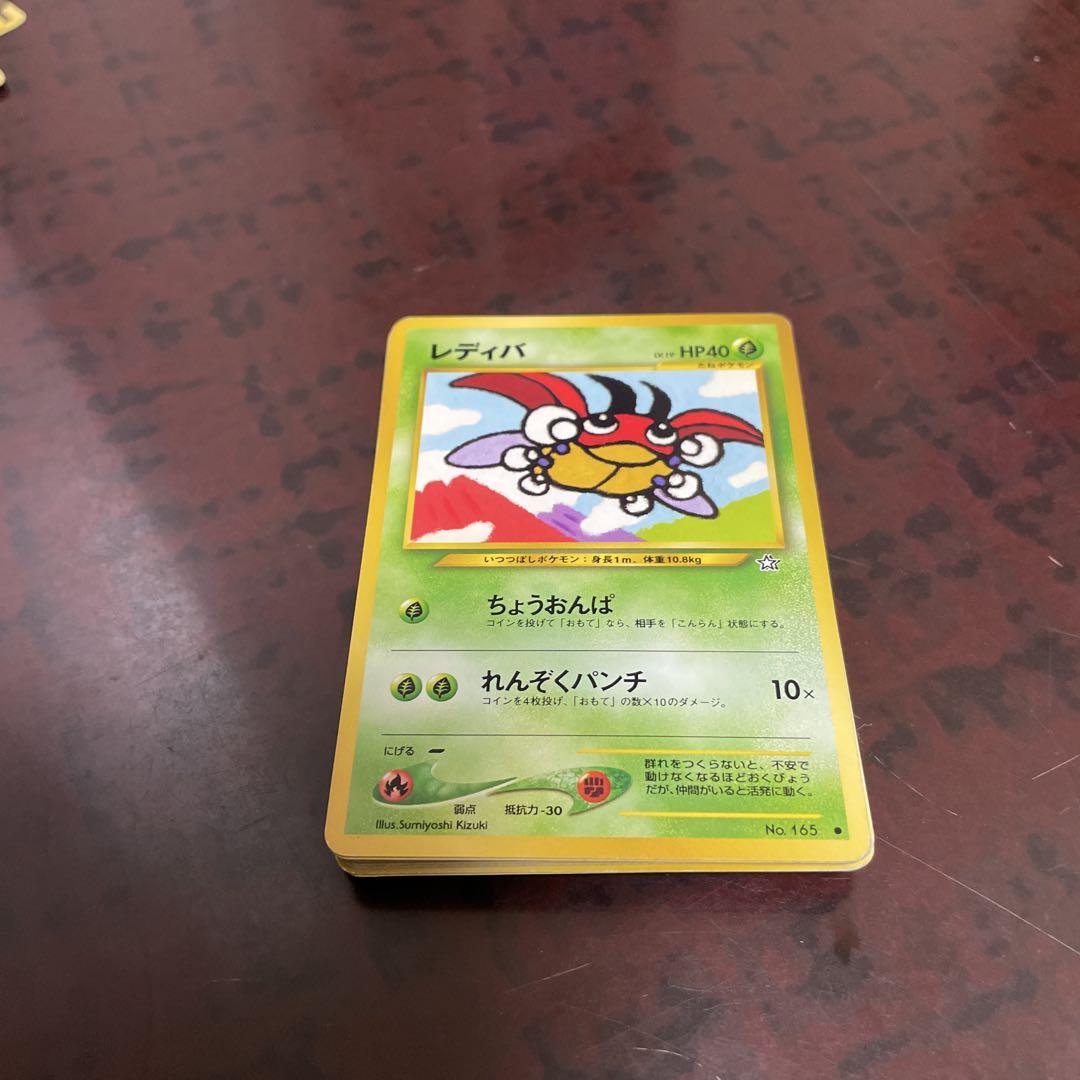 レディバ
HP40
たねポケモン
いつつぼしポケモン：身長1m、体重10.8kg
ちょうおんぱ
コインを投げて「おもて」なら、相手を「こんらん」状態にする。
れんぞくパンチ 10×
コインを4枚投げ、「おもて」の数×10のダメージ。
にげる
弱点 抵抗力-30
群れをつくらないと、不安で
動けなくなるほどおくびょう
だが、仲間がいると活発に動く。
Illus.Sumiyoshi Kizuki
No. 165